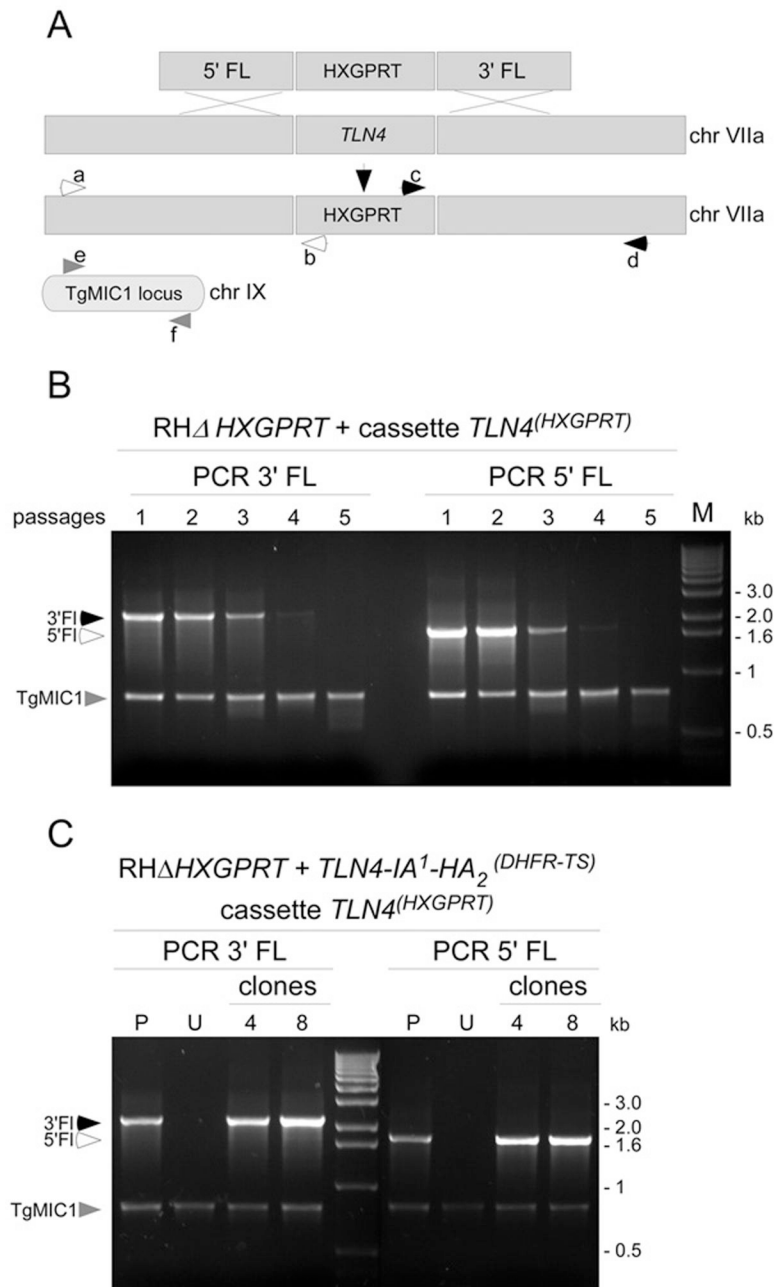 A
5' FL HXGPRT 3' FL
TLN4 chr VIIa
a c
HXGPRT chr VIIa
b d
e
TgMIC1 locus chr IX
f
B
RHΔ HXGPRT + cassette TLN4(HXGPRT)
PCR 3' FL PCR 5' FL
passages 1 2 3 4 5 1 2 3 4 5 M kb
- 3.0
3'Fl - 2.0
5'Fl - 1.6
- 1
TgMIC1
- 0.5
C
RHΔHXGPRT + TLN4-IA¹-HA₂ (DHFR-TS)
cassette TLN4(HXGPRT)
PCR 3' FL PCR 5' FL
clones clones
P U 4 8 P U 4 8 kb
- 3.0
3'Fl - 2.0
5'Fl - 1.6
- 1
TgMIC1
- 0.5